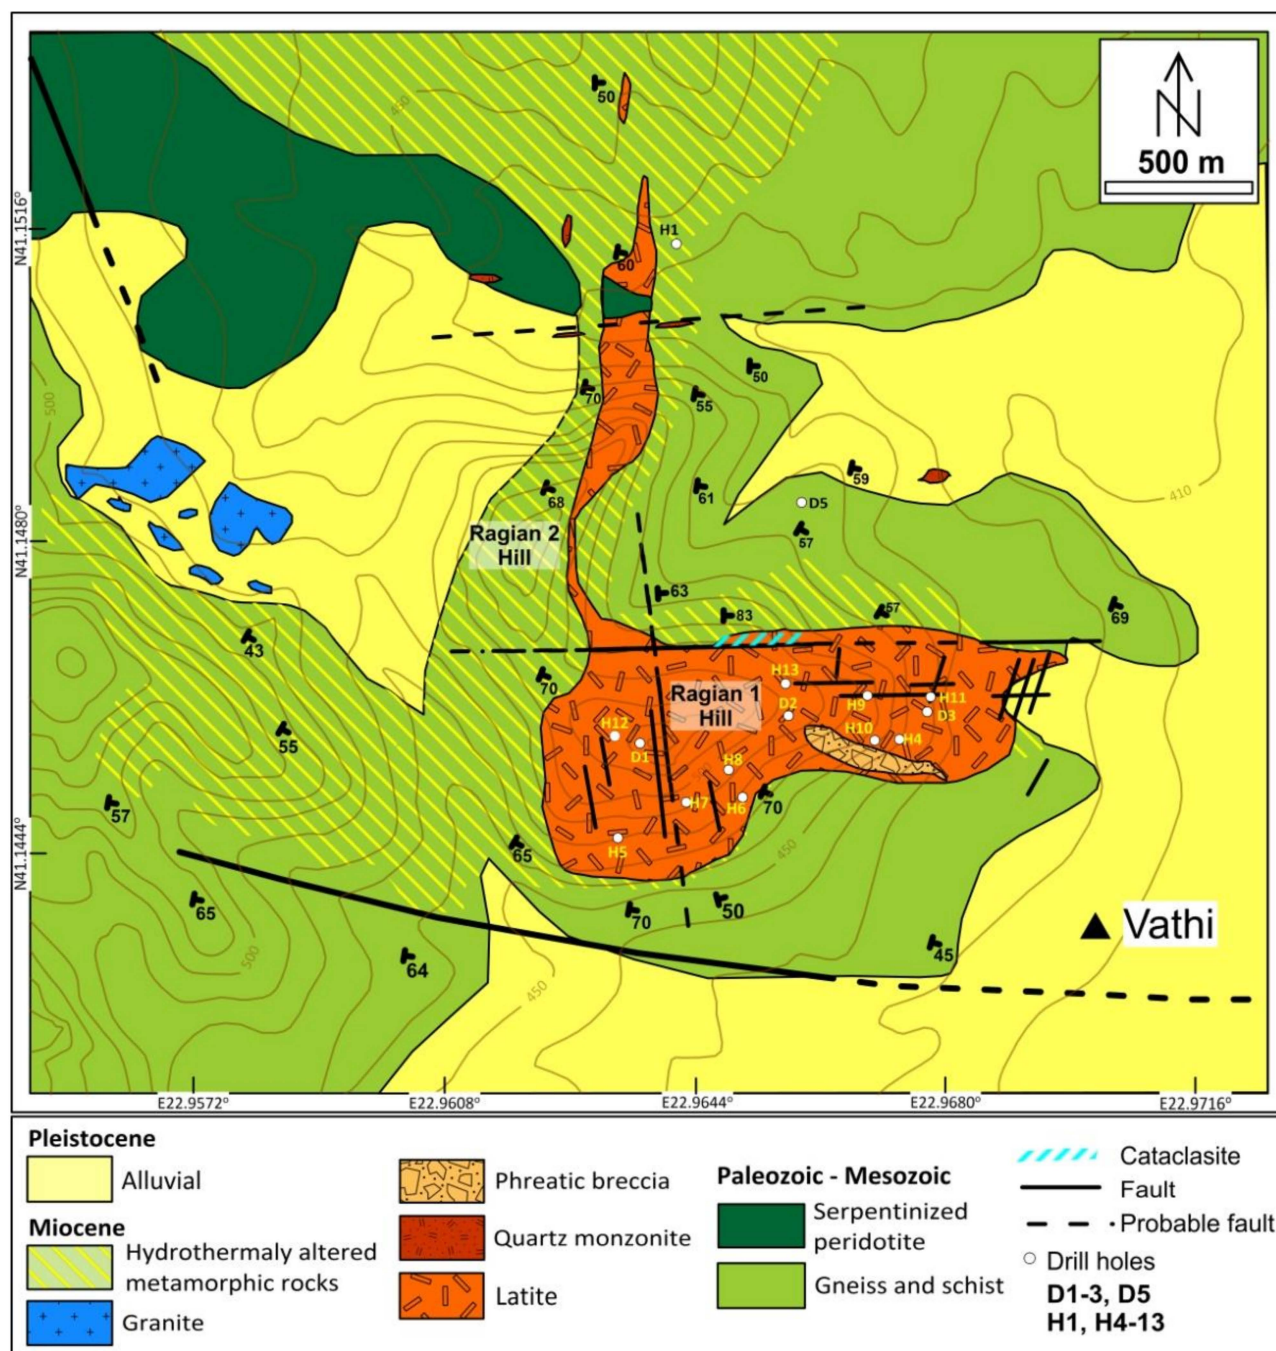 50
450
500 m
N41.1516°
H1
60
50
500
70
55
59
68
61
410
D5
N41.1480°
Ragian 2
Hill
57
63
83
57
69
43
H13
70
Ragian 1
Hill
H9
H11
D2
D3
55
H12
H10
H4
D1
500
H8
57
H7
H6
70
N41.1444°
65
H5
450
65
70
50
Vathi
64
45
500
450
E22.9572°
E22.9608°
E22.9644°
E22.9680°
E22.9716°
Pleistocene
Alluvial
Miocene
Hydrothermaly altered
metamorphic rocks
Granite
Phreatic breccia
Quartz monzonite
Latite
Paleozoic - Mesozoic
Serpentinized
peridotite
Gneiss and schist
Cataclasite
Fault
Probable fault
Drill holes
D1-3, D5
H1, H4-13